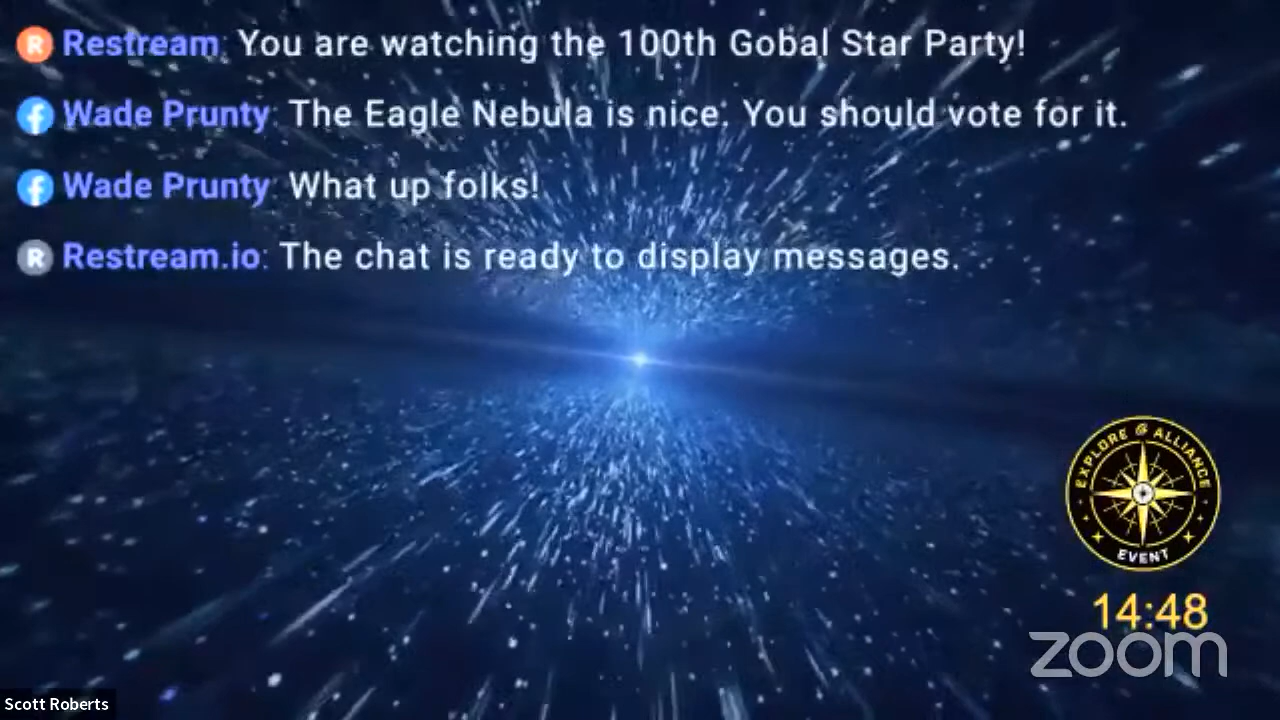 R Restream: You are watching the 100th Gobal Star Party!
f Wade Prunty: The Eagle Nebula is nice. You should vote for it.
f Wade Prunty: What up folks!
R Restream.io: The chat is ready to display messages.
EXPLORE @ ALLIANCE
EVENT
14:48
zoom
Scott Roberts